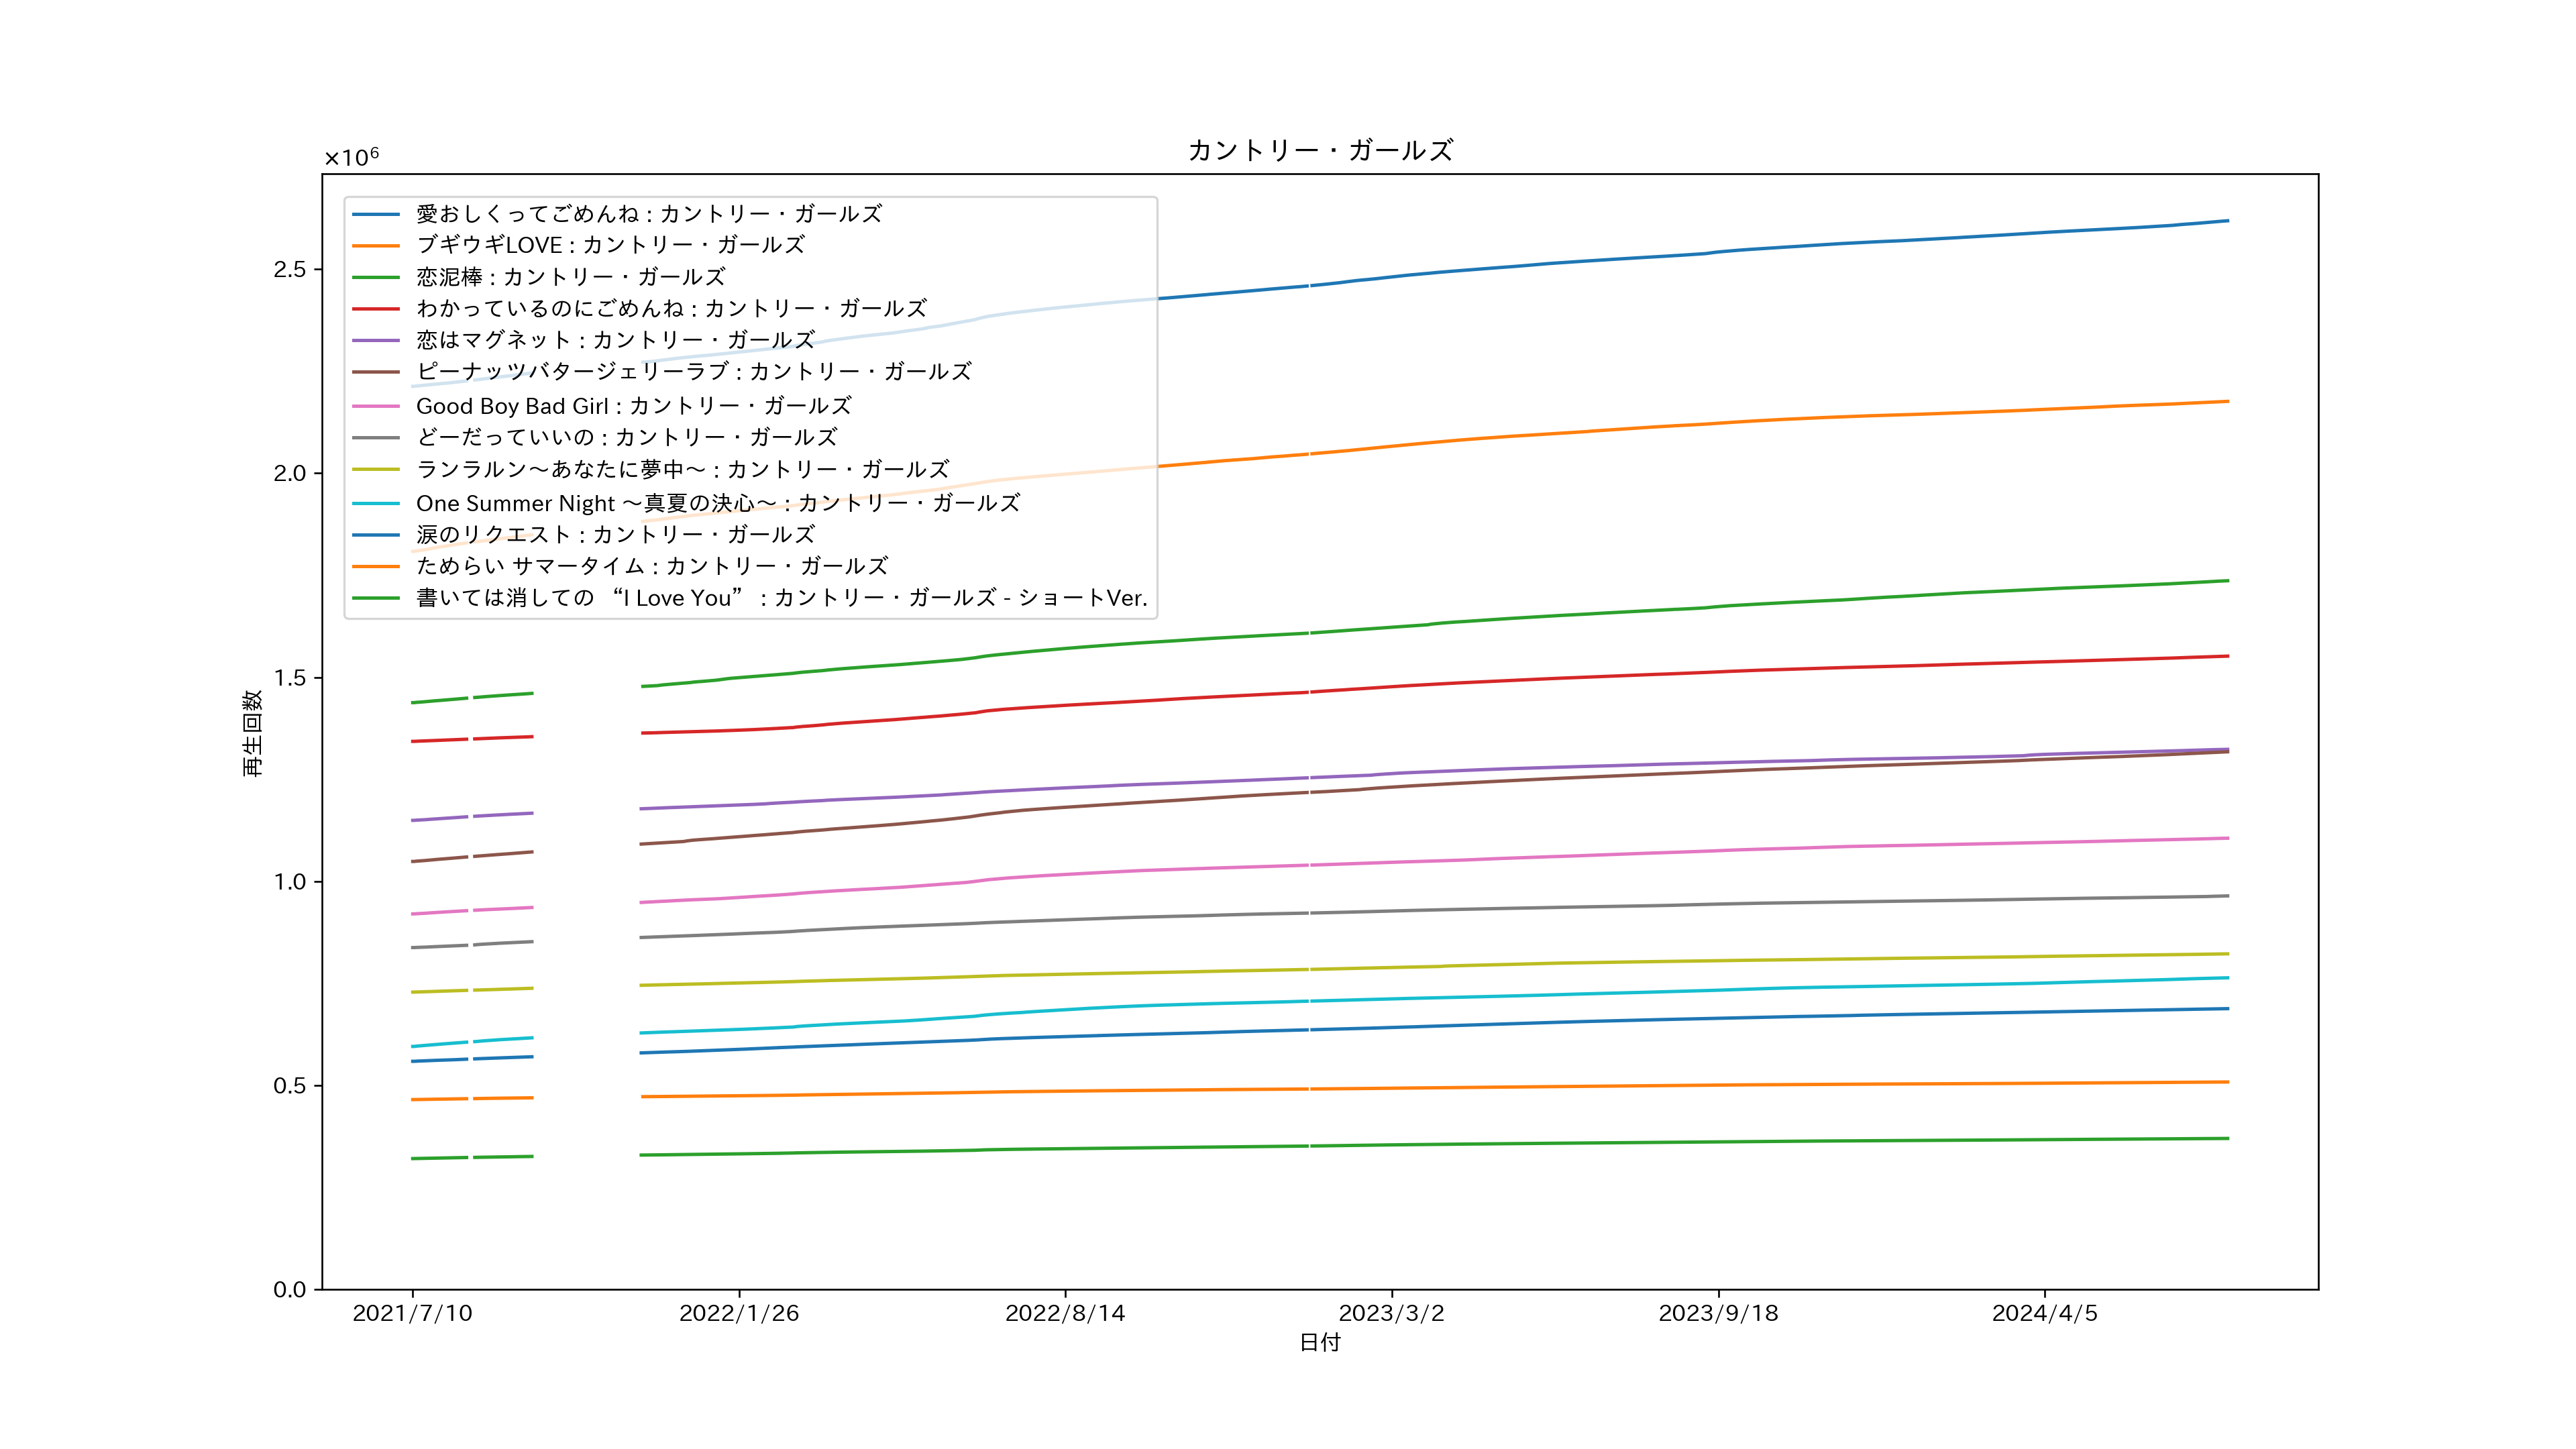 カントリー・ガールズ
×10⁶
愛おしくってごめんね : カントリー・ガールズ
ブギウギLOVE : カントリー・ガールズ
恋泥棒 : カントリー・ガールズ
わかっているのにごめんね : カントリー・ガールズ
恋はマグネット : カントリー・ガールズ
ピーナッツバタージェリーラブ : カントリー・ガールズ
Good Boy Bad Girl : カントリー・ガールズ
どーだっていいの : カントリー・ガールズ
ランラルン～あなたに夢中～ : カントリー・ガールズ
One Summer Night ～真夏の決心～ : カントリー・ガールズ
涙のリクエスト : カントリー・ガールズ
ためらい サマータイム : カントリー・ガールズ
書いては消しての “I Love You” : カントリー・ガールズ - ショートVer.
2.5
2.0
1.5
1.0
0.5
0.0
再生回数
2021/7/10
2022/1/26
2022/8/14
2023/3/2
2023/9/18
2024/4/5
日付